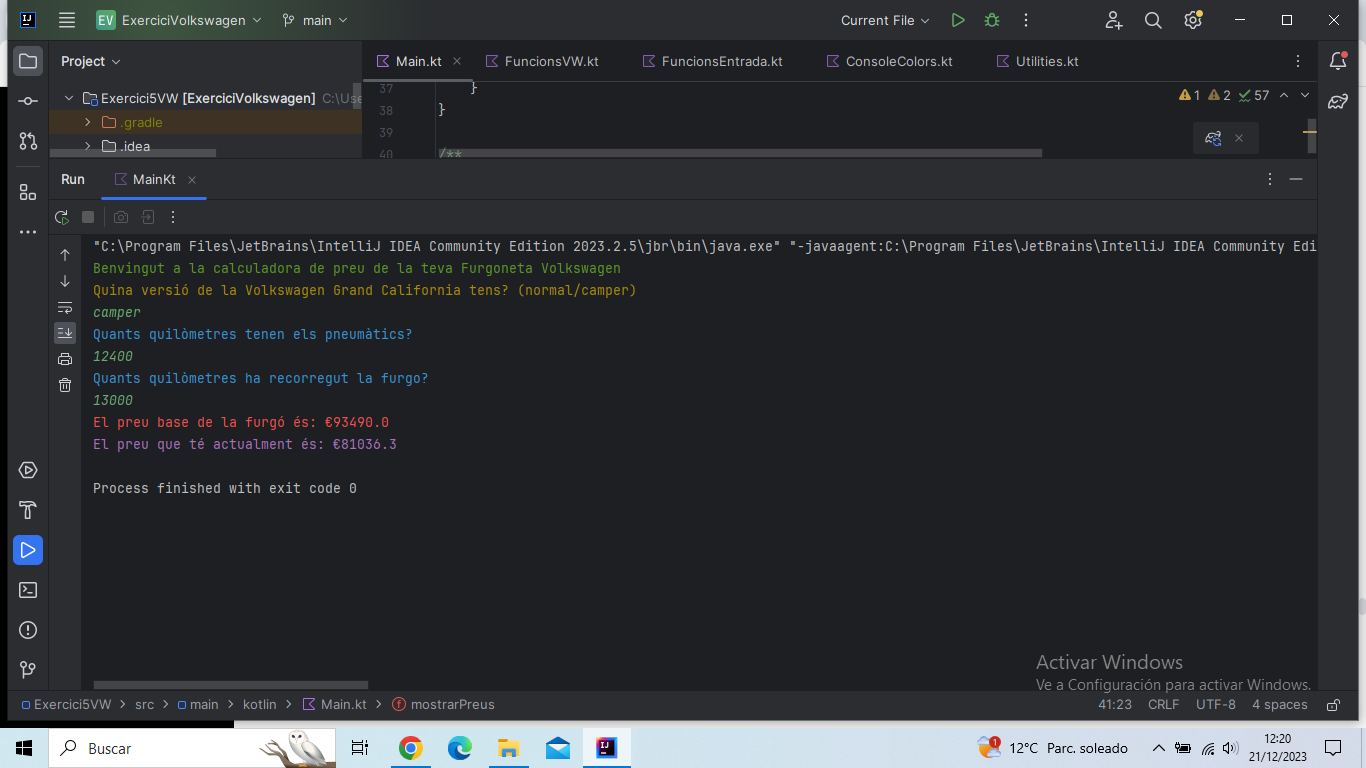 EV ExerciciVolkswagen main Current File
Project
Main.kt FuncionsVW.kt FuncionsEntrada.kt ConsoleColors.kt Utilities.kt
Exercici5VW [ExerciciVolkswagen] C:\Use
.gradle
.idea
37 }
38 }
39
40 /**
1 2 57
Run MainKt
"C:\Program Files\JetBrains\IntelliJ IDEA Community Edition 2023.2.5\jbr\bin\java.exe" "-javaagent:C:\Program Files\JetBrains\IntelliJ IDEA Community Edi
Benvingut a la calculadora de preu de la teva Furgoneta Volkswagen
Quina versió de la Volkswagen Grand California tens? (normal/camper)
camper
Quants quilòmetres tenen els pneumàtics?
12400
Quants quilòmetres ha recorregut la furgo?
13000
El preu base de la furgó és: €93490.0
El preu que té actualment és: €81036.3
Process finished with exit code 0
Activar Windows
Ve a Configuración para activar Windows.
Exercici5VW > src > main > kotlin > Main.kt > mostrarPreus
41:23 CRLF UTF-8 4 spaces
Buscar
1 12°C Parc. soleado
12:20
21/12/2023